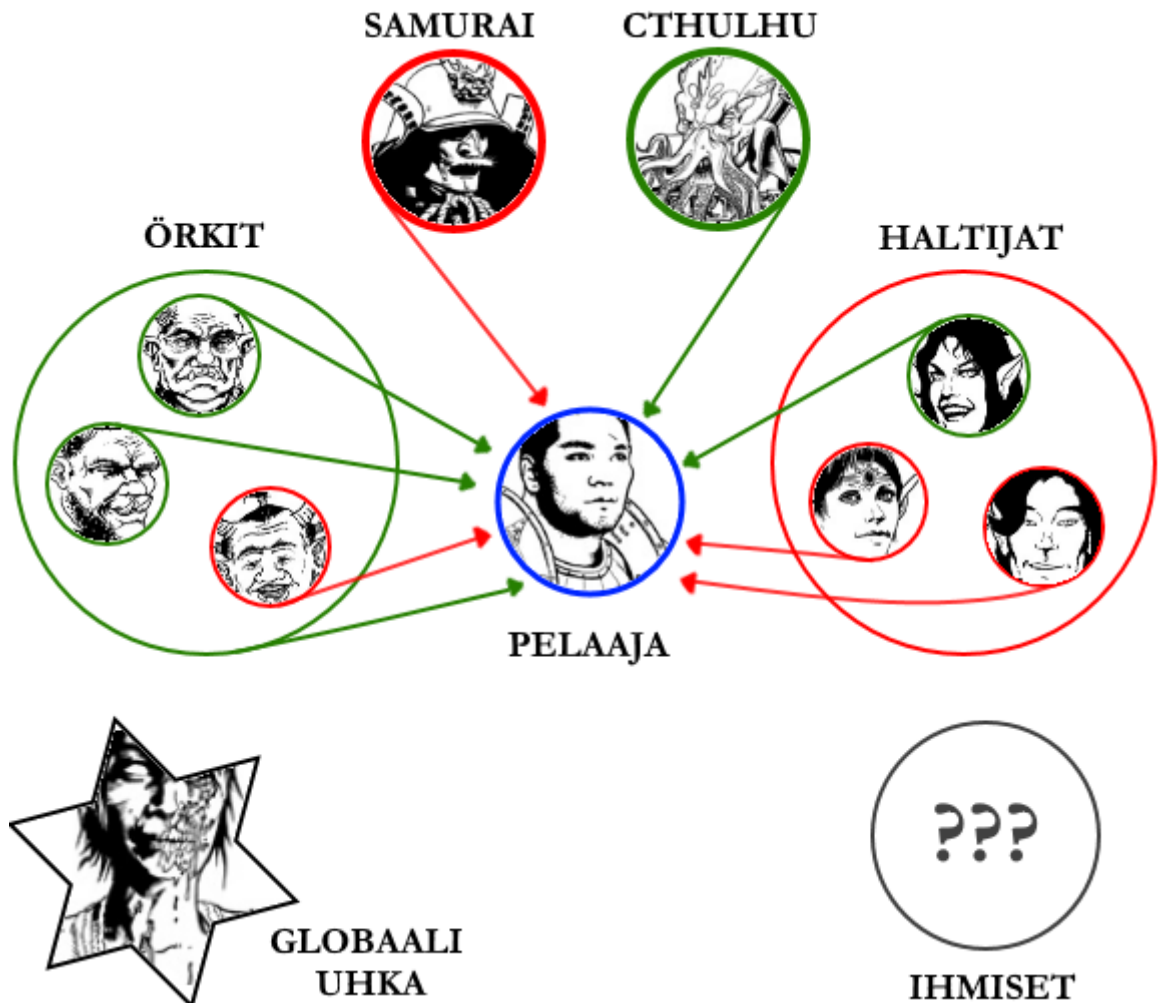 SAMURAI
CTHULHU
ÖRKIT
HALTIJAT
PELAAJA
???
GLOBAALI
UHKA
IHMISET